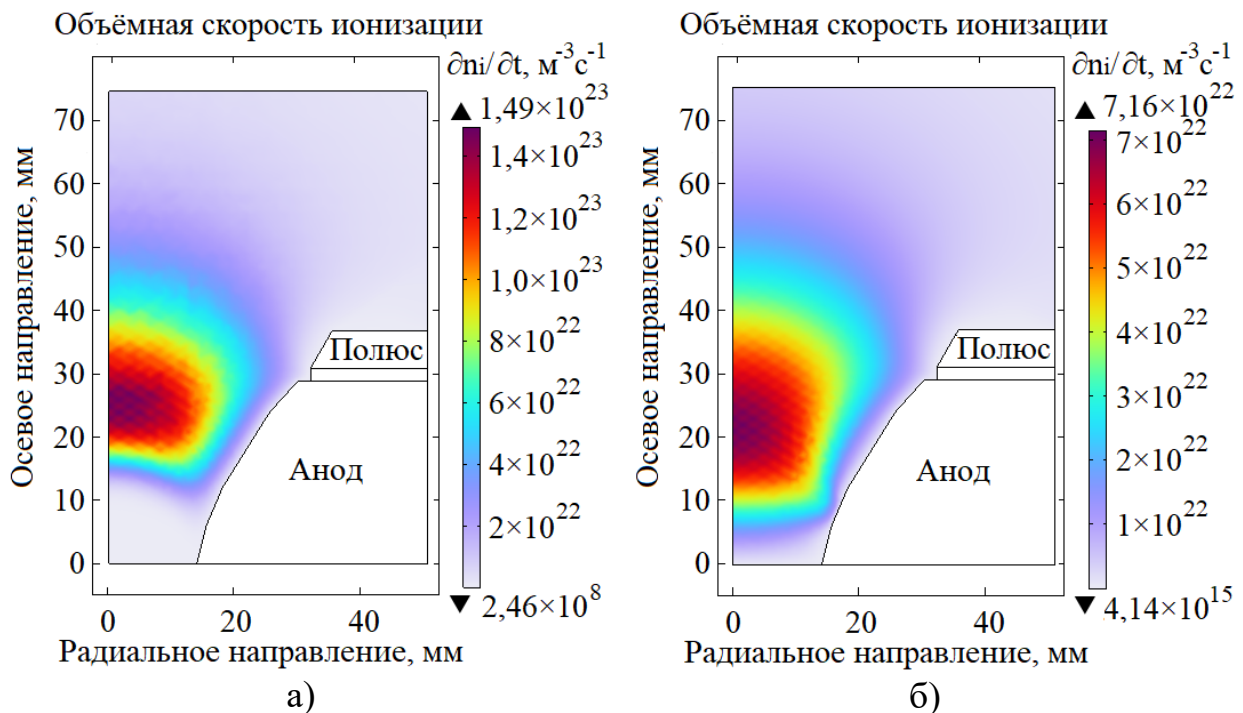 Объёмная скорость ионизации
∂ni/∂t, м⁻³с⁻¹
▲ 1,49×10²³
1,4×10²³
1,2×10²³
1,0×10²³
8×10²²
6×10²²
4×10²²
2×10²²
▼ 2,46×10⁸
70
60
50
40
30
20
10
0
Осевое направление, мм
Полюс
Анод
0 20 40
Радиальное направление, мм
а)
Объёмная скорость ионизации
∂ni/∂t, м⁻³с⁻¹
▲ 7,16×10²²
7×10²²
6×10²²
5×10²²
4×10²²
3×10²²
2×10²²
1×10²²
▼ 4,14×10¹⁵
70
60
50
40
30
20
10
0
Осевое направление, мм
Полюс
Анод
0 20 40
Радиальное направление, мм
б)